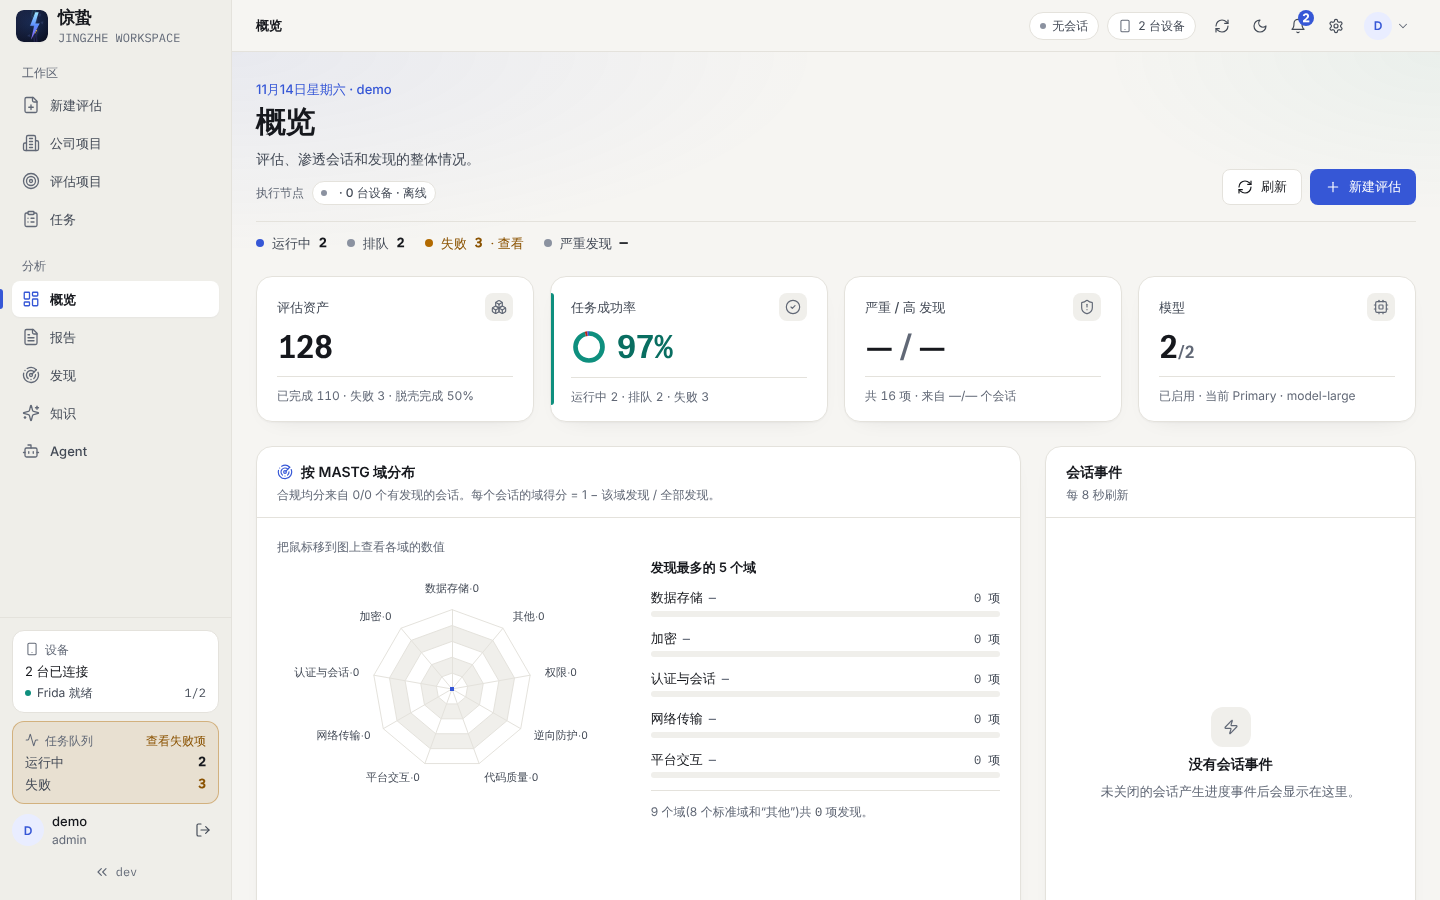 惊蛰
JINGZHE WORKSPACE
工作区
新建评估
公司项目
评估项目
任务
分析
概览
报告
发现
知识
Agent
设备
2 台已连接
Frida 就绪 1/2
任务队列 查看失败项
运行中 2
失败 3
D demo
admin
dev
概览
无会话
2 台设备
2
D
11月14日星期六 · demo
概览
评估、渗透会话和发现的整体情况。
执行节点 · 0 台设备 · 离线
刷新
新建评估
运行中 2 排队 2 失败 3 · 查看 严重发现 —
评估资产
128
已完成 110 · 失败 3 · 脱壳完成 50%
任务成功率
97%
运行中 2 · 排队 2 · 失败 3
严重 / 高 发现
— / —
共 16 项 · 来自 —/— 个会话
模型
2/2
已启用 · 当前 Primary · model-large
按 MASTG 域分布
合规均分来自 0/0 个有发现的会话。每个会话的域得分 = 1 − 该域发现 / 全部发现。
把鼠标移到图上查看各域的数值
数据存储·0
其他·0
权限·0
逆向防护·0
代码质量·0
平台交互·0
网络传输·0
认证与会话·0
加密·0
发现最多的 5 个域
数据存储 — 0 项
加密 — 0 项
认证与会话 — 0 项
网络传输 — 0 项
平台交互 — 0 项
9 个域(8 个标准域和“其他”)共 0 项发现。
会话事件
每 8 秒刷新
没有会话事件
未关闭的会话产生进度事件后会显示在这里。